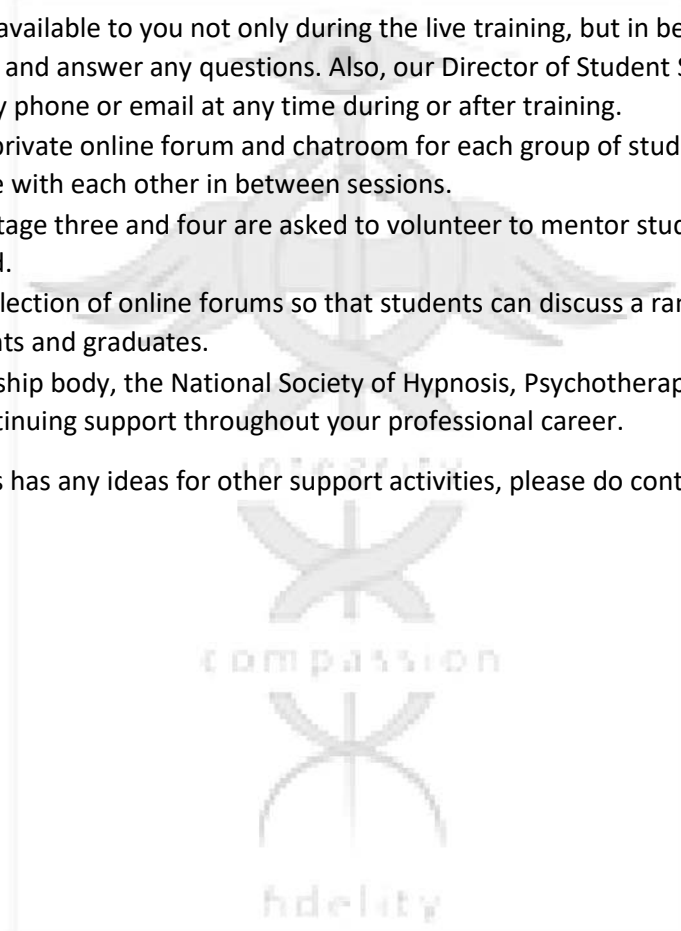 available to you not only during the live training, but in be
and answer any questions. Also, our Director of Student S
y phone or email at any time during or after training.
private online forum and chatroom for each group of stud
e with each other in between sessions.
tage three and four are asked to volunteer to mentor stud
d.
llection of online forums so that students can discuss a ran
nts and graduates.
ship body, the National Society of Hypnosis, Psychotherap
tinuing support throughout your professional career.
integrity
s has any ideas for other support activities, please do cont
compassion
fidelity